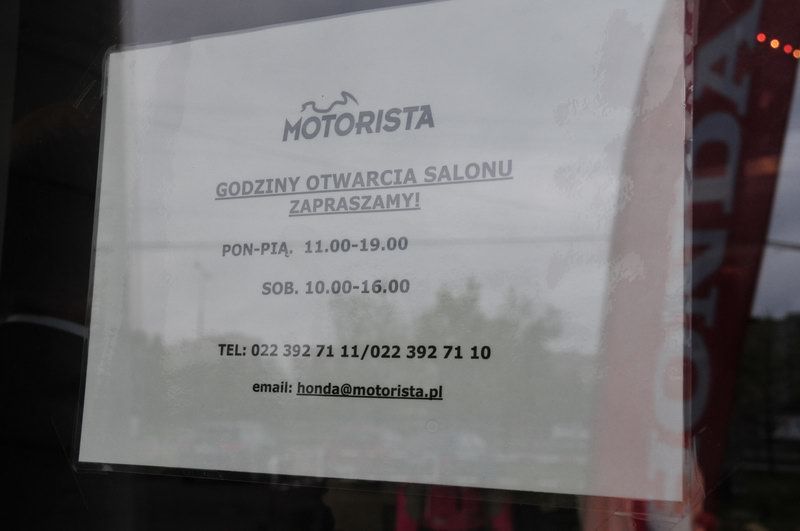 MOTORISTA
GODZINY OTWARCIA SALONU
ZAPRASZAMY!
PON-PIĄ. 11.00-19.00
SOB. 10.00-16.00
TEL: 022 392 71 11/022 392 71 10
email: honda@motorista.pl
HONDA